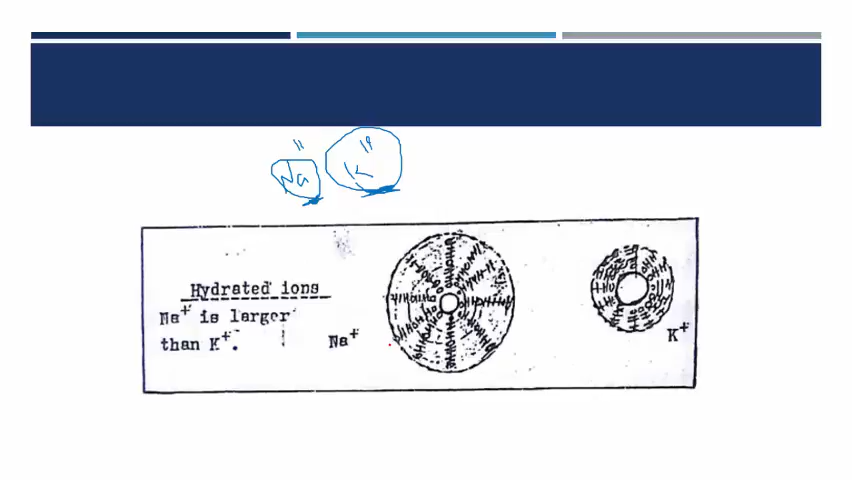 11
19
Na
K
Hydrated ions
Na+ is larger
than K+.
Na+
K+